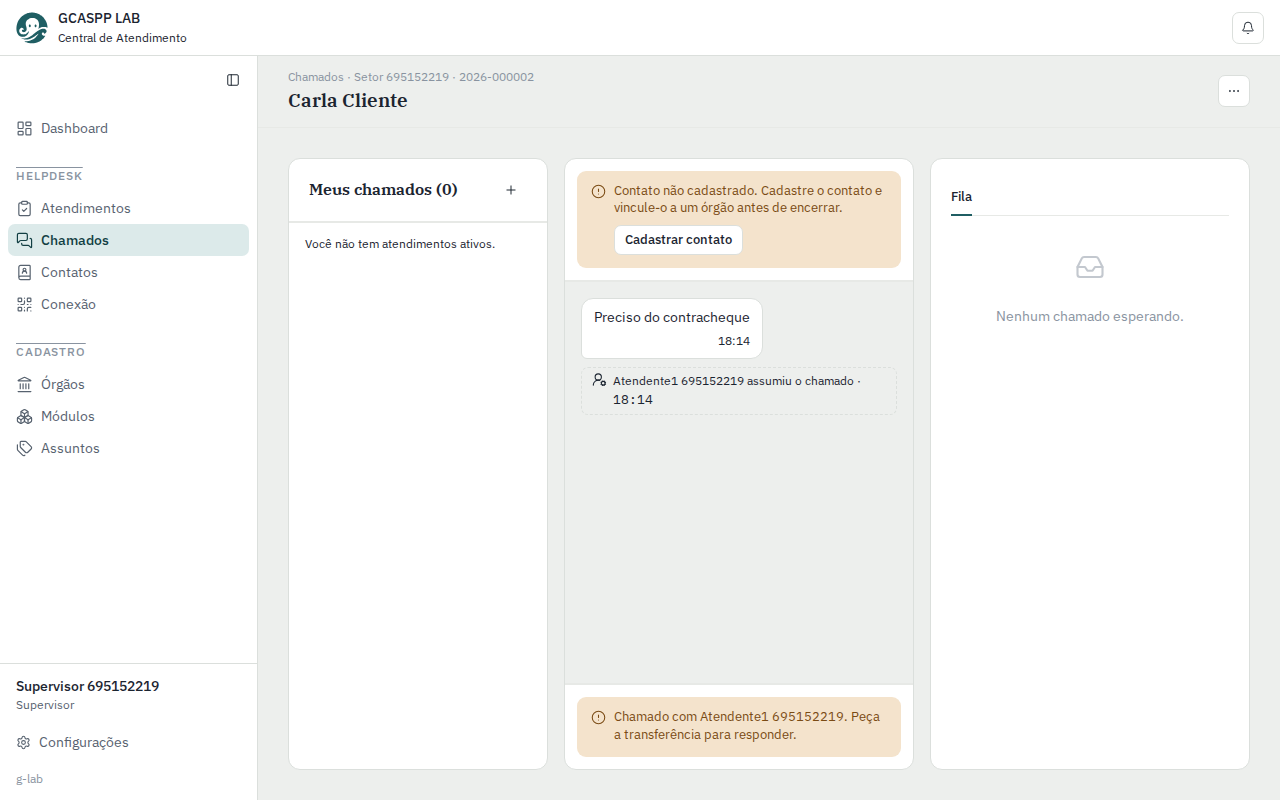 GCASPP LAB
Central de Atendimento
Dashboard
HELPDESK
Atendimentos
Chamados
Contatos
Conexão
CADASTRO
Órgãos
Módulos
Assuntos
Supervisor 695152219
Supervisor
Configurações
g-lab
Chamados · Setor 695152219 · 2026-000002
Carla Cliente
Meus chamados (0)
Você não tem atendimentos ativos.
Contato não cadastrado. Cadastre o contato e
vincule-o a um órgão antes de encerrar.
Cadastrar contato
Preciso do contracheque
18:14
Atendente1 695152219 assumiu o chamado ·
18:14
Chamado com Atendente1 695152219. Peça
a transferência para responder.
Fila
Nenhum chamado esperando.